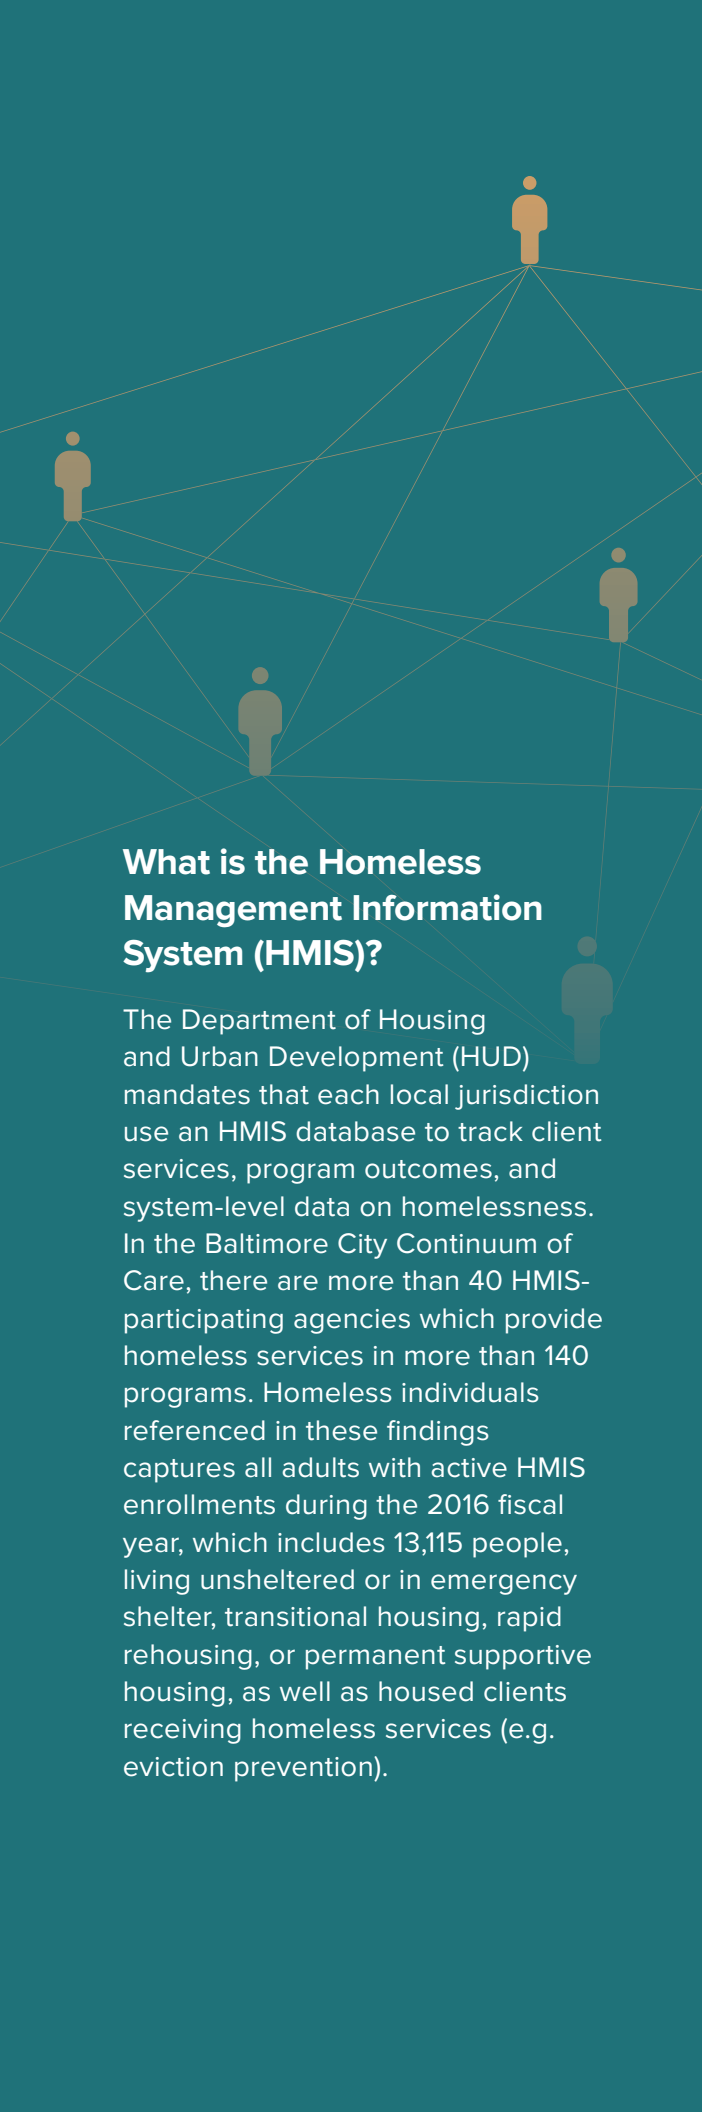 What is the Homeless
Management Information
System (HMIS)?
The Department of Housing
and Urban Development (HUD)
mandates that each local jurisdiction
use an HMIS database to track client
services, program outcomes, and
system-level data on homelessness.
In the Baltimore City Continuum of
Care, there are more than 40 HMIS-
participating agencies which provide
homeless services in more than 140
programs. Homeless individuals
referenced in these findings
captures all adults with active HMIS
enrollments during the 2016 fiscal
year, which includes 13,115 people,
living unsheltered or in emergency
shelter, transitional housing, rapid
rehousing, or permanent supportive
housing, as well as housed clients
receiving homeless services (e.g.
eviction prevention).